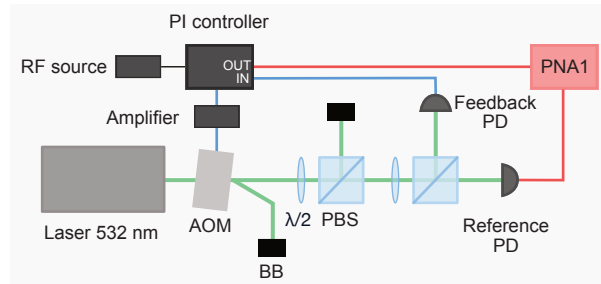 PI controller
RF source
OUT
IN
PNA1
Amplifier
Feedback
PD
Laser 532 nm
AOM
λ/2
PBS
BB
Reference
PD